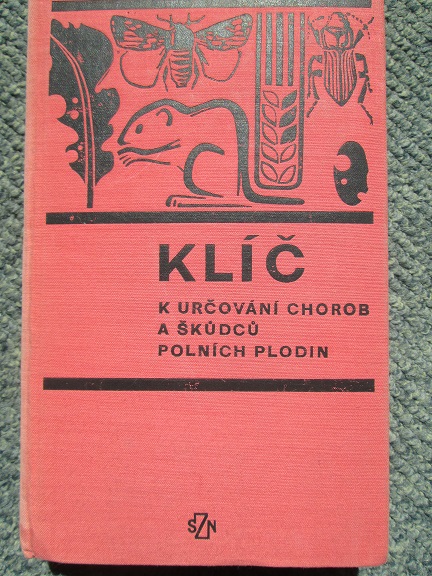 KLÍČ
K URČOVÁNÍ CHOROB
A ŠKŮDCŮ
POLNÍCH PLODIN
SZN